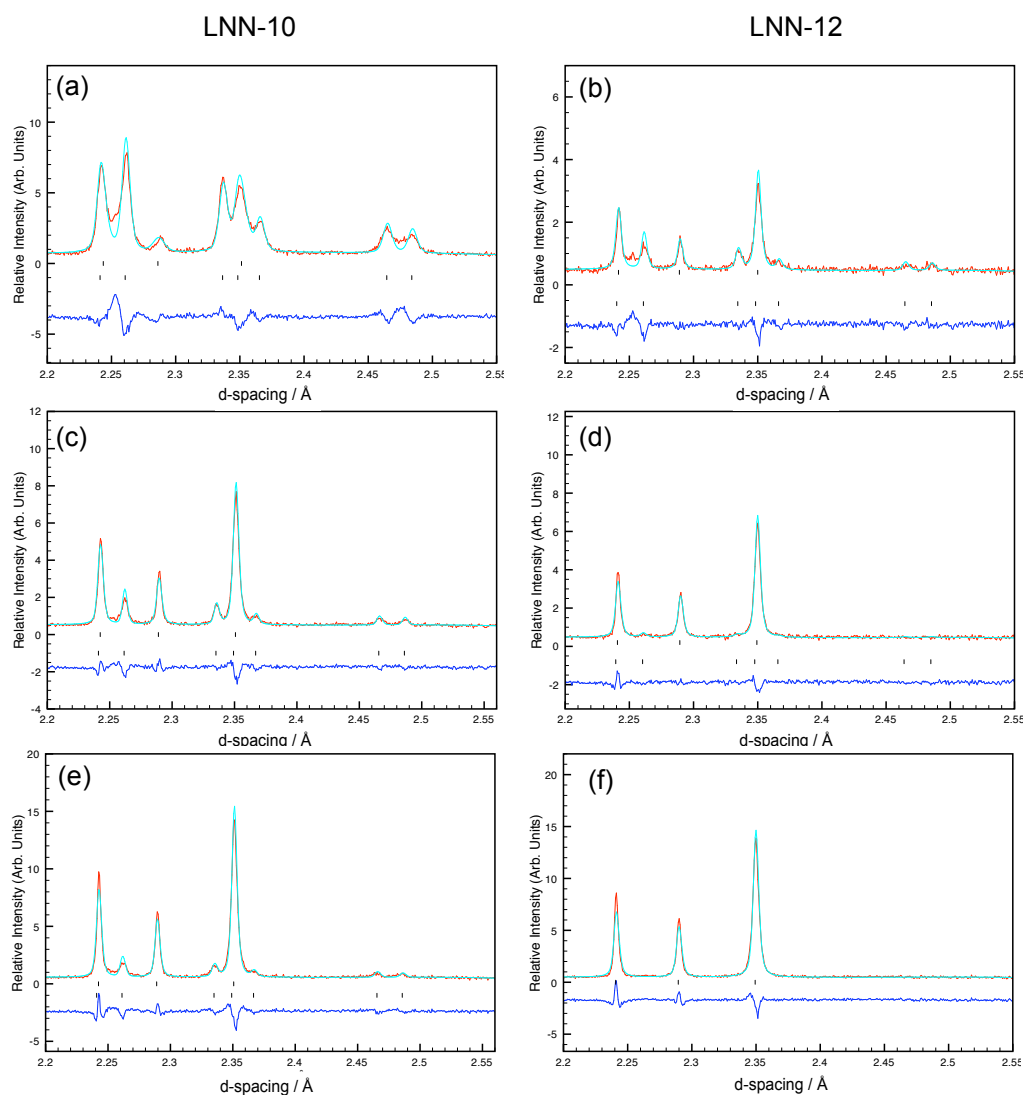 LNN-10
LNN-12
(a)
Relative Intensity (Arb. Units)
10
5
0
-5
2.2 2.25 2.3 2.35 2.4 2.45 2.5 2.55
d-spacing / Å
(b)
Relative Intensity (Arb. Units)
6
4
2
0
-2
2.2 2.25 2.3 2.35 2.4 2.45 2.5 2.55
d-spacing / Å
(c)
Relative Intensity (Arb. Units)
12
10
8
6
4
2
0
-2
-4
2.2 2.25 2.3 2.35 2.4 2.45 2.5 2.55
d-spacing / Å
(d)
Relative Intensity (Arb. Units)
12
10
8
6
4
2
0
-2
2.2 2.25 2.3 2.35 2.4 2.45 2.5 2.55
d-spacing / Å
(e)
Relative Intensity (Arb. Units)
20
15
10
5
0
-5
2.2 2.25 2.3 2.35 2.4 2.45 2.5 2.55
d-spacing / Å
(f)
Relative Intensity (Arb. Units)
20
15
10
5
0
-5
2.2 2.25 2.3 2.35 2.4 2.45 2.5 2.55
d-spacing / Å